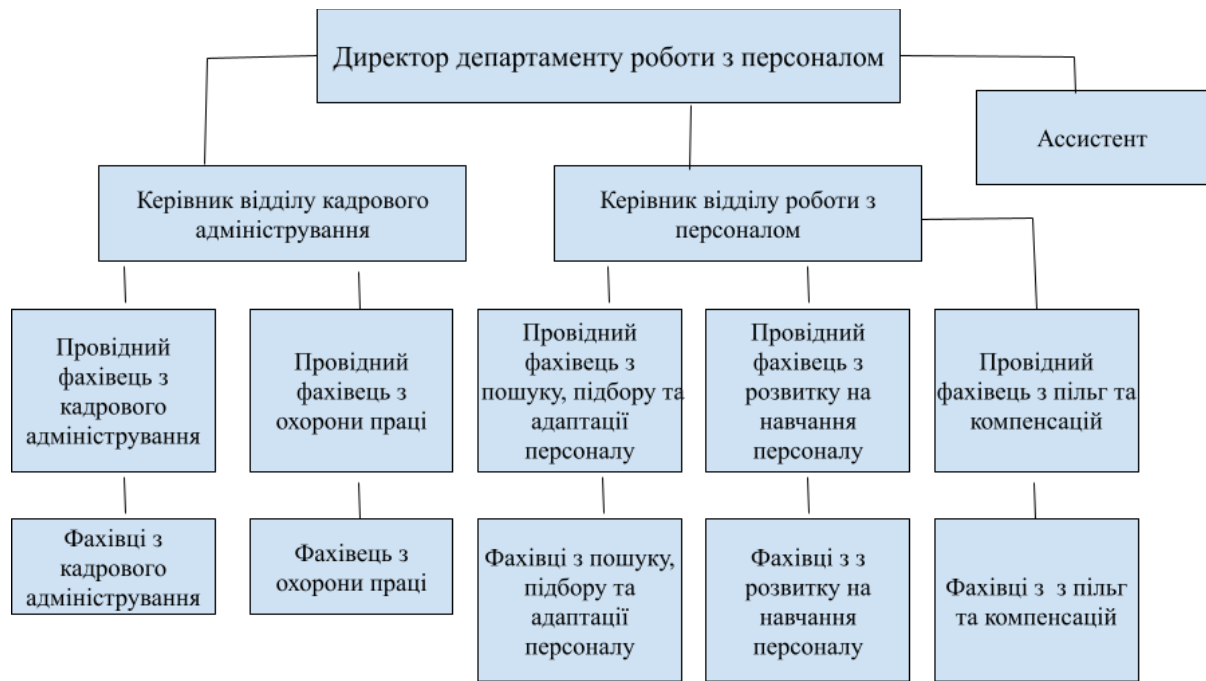 Директор департаменту роботи з персоналом
Ассистент
Керівник відділу кадрового
адміністрування
Керівник відділу роботи з
персоналом
Провідний
фахівець з
кадрового
адміністрування
Провідний
фахівець з
охорони праці
Провідний
фахівець з
пошуку, підбору та
адаптації
персоналу
Провідний
фахівець з
розвитку на
навчання
персоналу
Провідний
фахівець з пільг та
компенсацій
Фахівці з
кадрового
адміністрування
Фахівець з
охорони праці
Фахівці з пошуку,
підбору та
адаптації
персоналу
Фахівці з з
розвитку на
навчання
персоналу
Фахівці з з пільг
та компенсацій